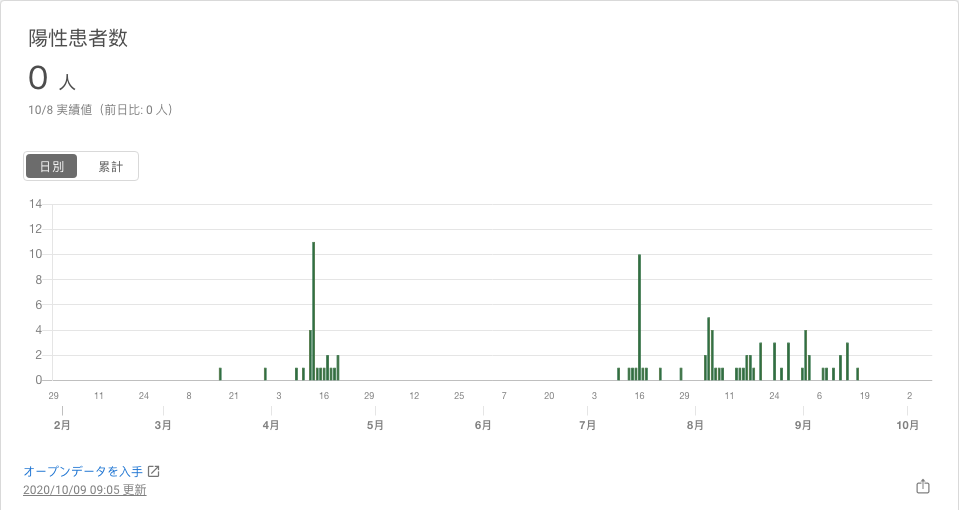 陽性患者数
0 人
10/8 実績値（前日比: 0 人）
日別 累計
14
12
10
8
6
4
2
0
29 11 24 8 21 3 16 29 12 25 7 20 3 16 29 11 24 6 19 2
2月 3月 4月 5月 6月 7月 8月 9月 10月
オープンデータを入手
2020/10/09 09:05 更新